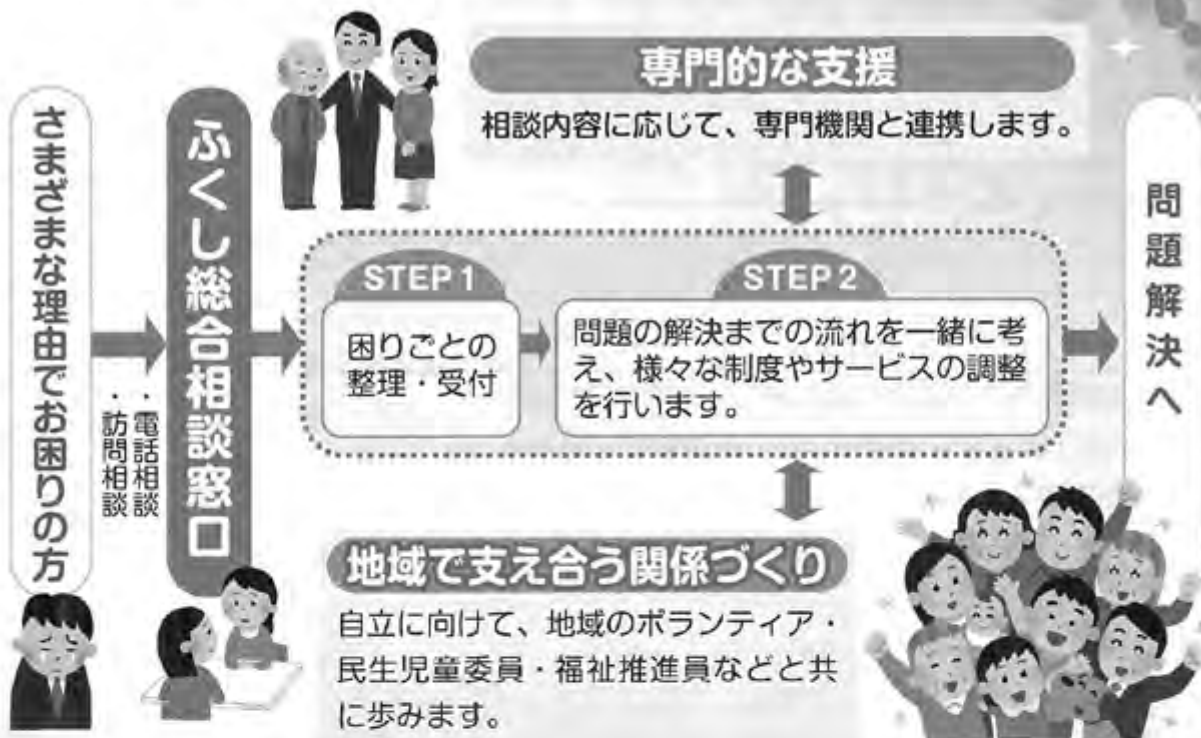 さまざまな理由でお困りの方
・電話相談
・訪問相談
ふくし総合相談窓口
専門的な支援
相談内容に応じて、専門機関と連携します。
STEP 1
困りごとの
整理・受付
STEP 2
問題の解決までの流れを一緒に考
え、様々な制度やサービスの調整
を行います。
地域で支え合う関係づくり
自立に向けて、地域のボランティア・
民生児童委員・福祉推進員などと共
に歩みます。
問題解決へ